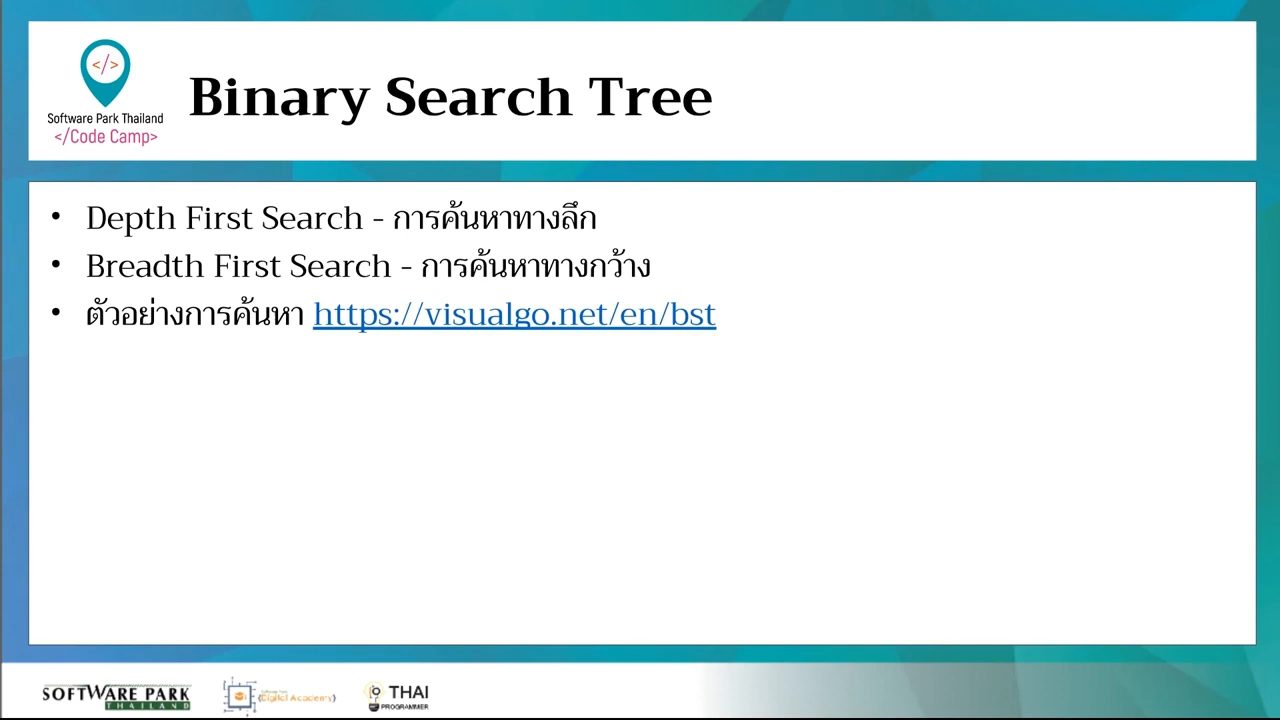 </>
Software Park Thailand
</Code Camp>
Binary Search Tree
• Depth First Search - การค้นหาทางลึก
• Breadth First Search - การค้นหาทางกว้าง
• ตัวอย่างการค้นหา https://visualgo.net/en/bst
SOFTWARE PARK
THAILAND
Digital Academy
THAI
PROGRAMMER